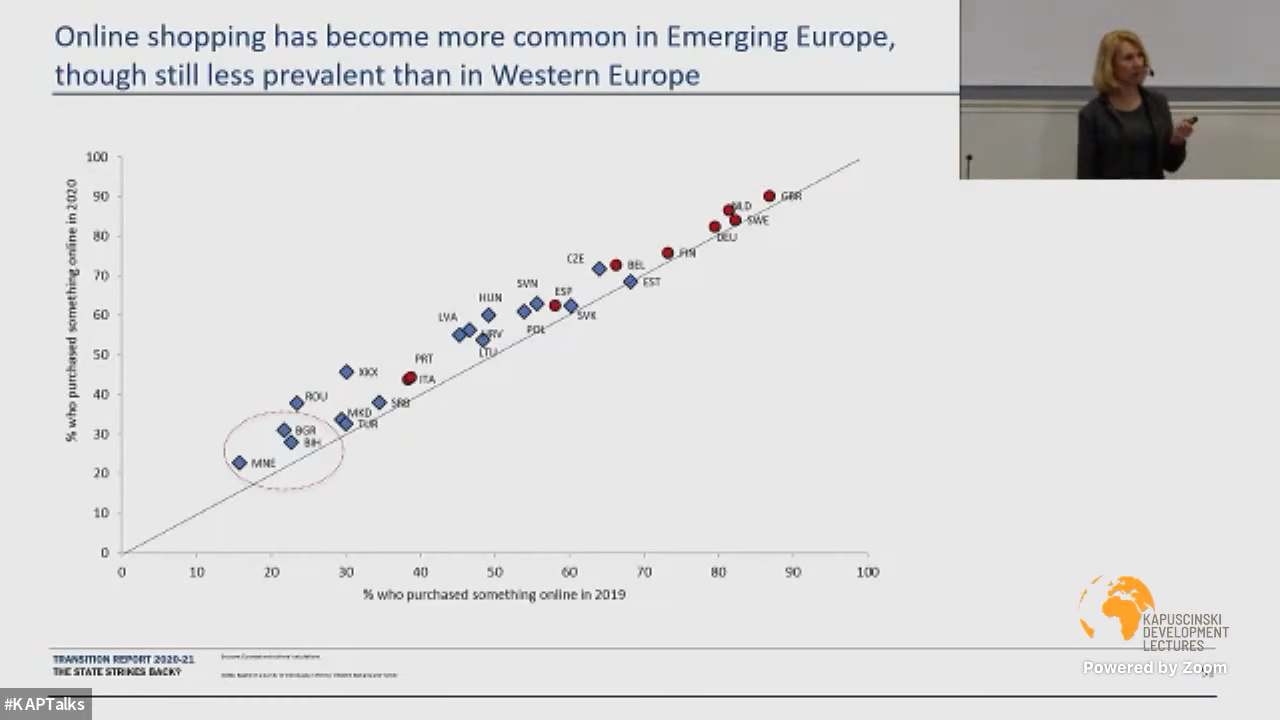 Online shopping has become more common in Emerging Europe,
though still less prevalent than in Western Europe
% who purchased something online in 2020
100
90
80
70
60
50
40
30
20
10
0
GBR
NLD
SWE
DEU
FIN
CZE
BEL
EST
SVN
ESP
HUN
SVK
LVA
POL
HRV
LTU
PRT
XKX
ITA
ROU
SRB
MKD
TUR
BGR
BIH
MNE
0 10 20 30 40 50 60 70 80 90 100
% who purchased something online in 2019
TRANSITION REPORT 2020-21
THE STATE STRIKES BACK?
KAPUSCINSKI
DEVELOPMENT
LECTURES
Powered by Zoom
#KAPTalks